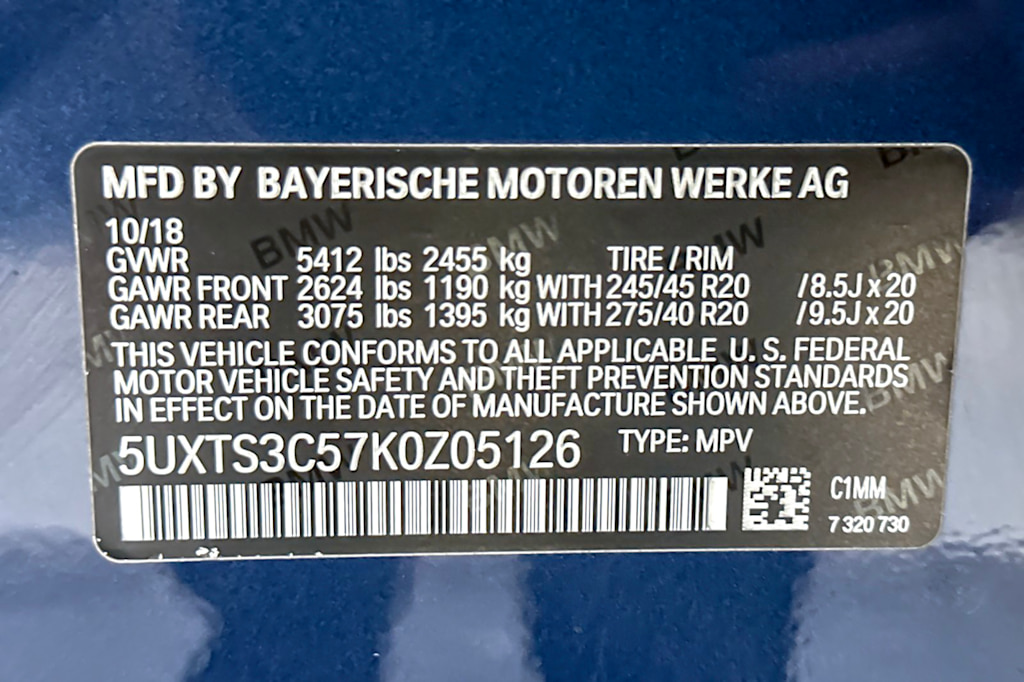 MFD BY BAYERISCHE MOTOREN WERKE AG
10/18
GVWR 5412 lbs 2455 kg TIRE / RIM
GAWR FRONT 2624 lbs 1190 kg WITH 245/45 R20 / 8.5J x 20
GAWR REAR 3075 lbs 1395 kg WITH 275/40 R20 / 9.5J x 20
THIS VEHICLE CONFORMS TO ALL APPLICABLE U. S. FEDERAL
MOTOR VEHICLE SAFETY AND THEFT PREVENTION STANDARDS
IN EFFECT ON THE DATE OF MANUFACTURE SHOWN ABOVE.
5UXTS3C57K0Z05126 TYPE: MPV
C1MM
7 320 730